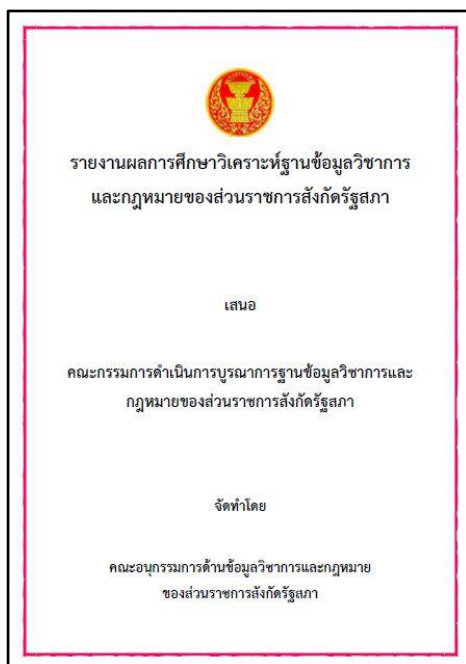 รายงานผลการศึกษาวิเคราะห์ฐานข้อมูลวิชาการ
และกฎหมายของส่วนราชการสังกัดรัฐสภา
เสนอ
คณะกรรมการดำเนินการบูรณาการฐานข้อมูลวิชาการและ
กฎหมายของส่วนราชการสังกัดรัฐสภา
จัดทำโดย
คณะอนุกรรมการด้านข้อมูลวิชาการและกฎหมาย
ของส่วนราชการสังกัดรัฐสภา